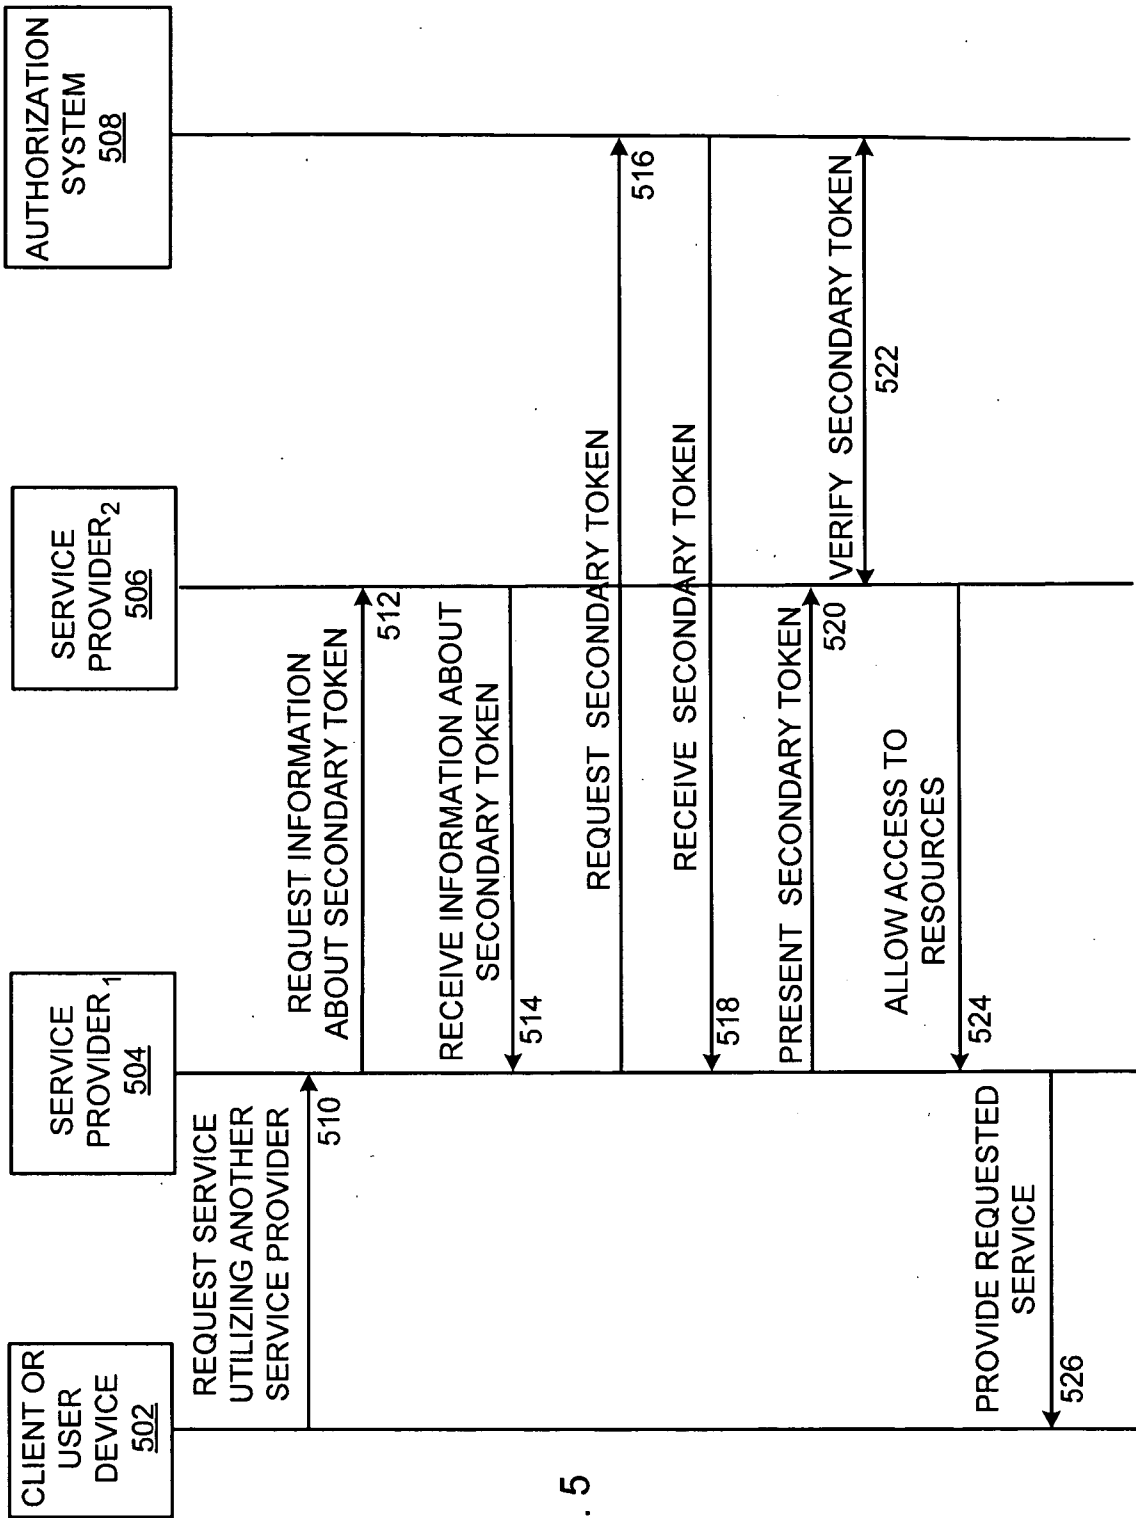 CLIENT OR
USER
DEVICE
502
SERVICE
PROVIDER1
504
SERVICE
PROVIDER2
506
AUTHORIZATION
SYSTEM
508
REQUEST SERVICE
UTILIZING ANOTHER
SERVICE PROVIDER
510
REQUEST INFORMATION
ABOUT SECONDARY TOKEN
512
RECEIVE INFORMATION ABOUT
SECONDARY TOKEN
514
REQUEST SECONDARY TOKEN
516
RECEIVE SECONDARY TOKEN
518
PRESENT SECONDARY TOKEN
520
VERIFY SECONDARY TOKEN
522
ALLOW ACCESS TO
RESOURCES
524
PROVIDE REQUESTED
SERVICE
526
. 5